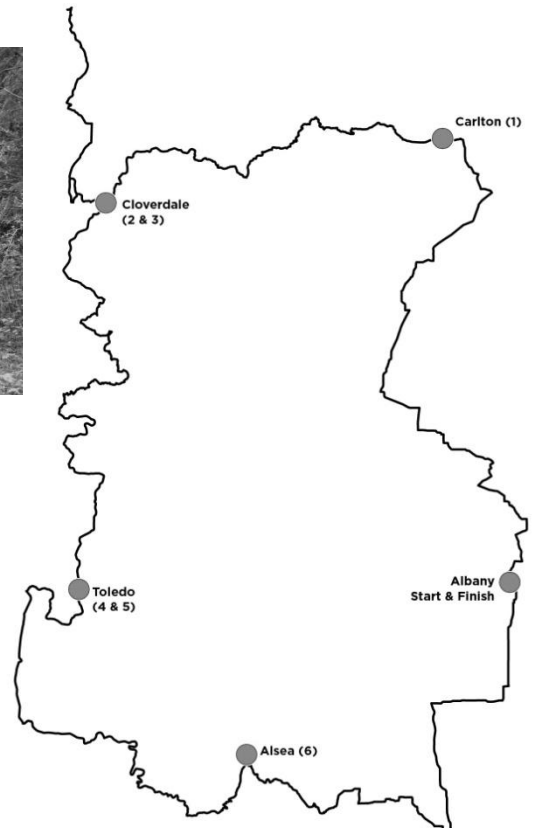 Carlton (1)
Cloverdale
(2 & 3)
Albany
Start & Finish
Toledo
(4 & 5)
Alsea (6)